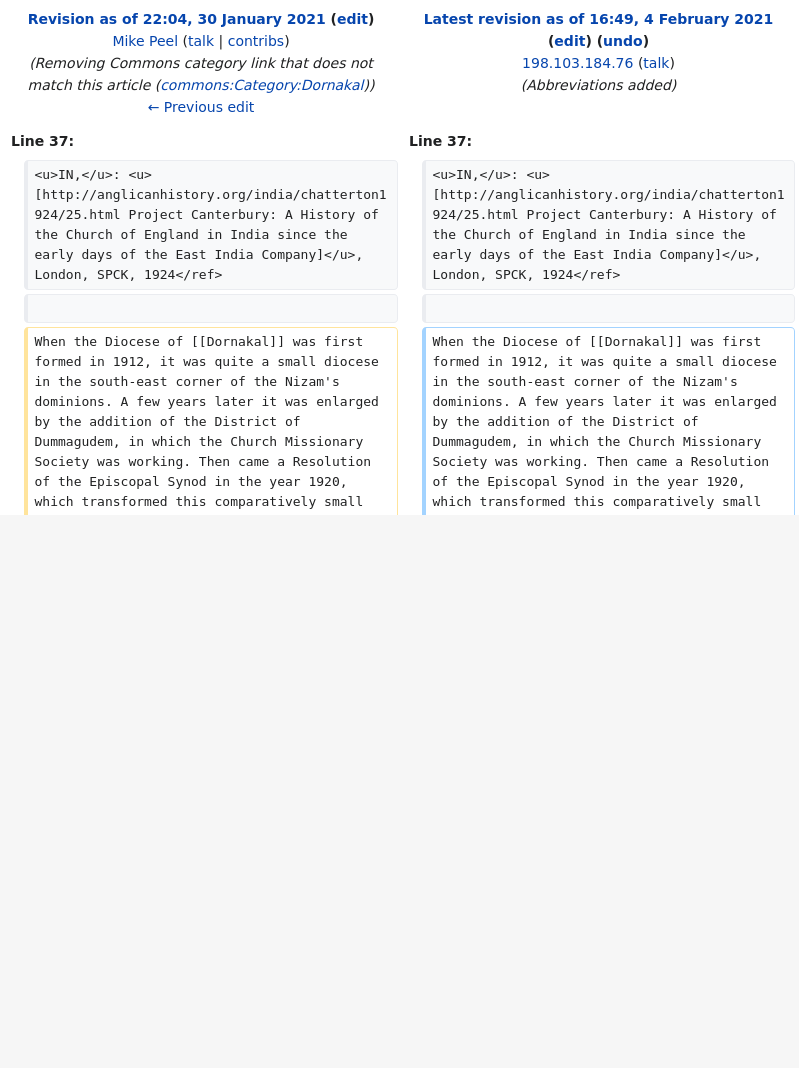 Revision as of 22:04, 30 January 2021 (edit)
Mike Peel (talk | contribs)
(Removing Commons category link that does not
match this article (commons:Category:Dornakal))
← Previous edit
Latest revision as of 16:49, 4 February 2021
(edit) (undo)
198.103.184.76 (talk)
(Abbreviations added)
Line 37:
Line 37:
<u>IN,</u>: <u>
[http://anglicanhistory.org/india/chatterton1
924/25.html Project Canterbury: A History of
the Church of England in India since the
early days of the East India Company]</u>,
London, SPCK, 1924</ref>
<u>IN,</u>: <u>
[http://anglicanhistory.org/india/chatterton1
924/25.html Project Canterbury: A History of
the Church of England in India since the
early days of the East India Company]</u>,
London, SPCK, 1924</ref>
When the Diocese of [[Dornakal]] was first
formed in 1912, it was quite a small diocese
in the south-east corner of the Nizam's
dominions. A few years later it was enlarged
by the addition of the District of
Dummagudem, in which the Church Missionary
Society was working. Then came a Resolution
of the Episcopal Synod in the year 1920,
which transformed this comparatively small
When the Diocese of [[Dornakal]] was first
formed in 1912, it was quite a small diocese
in the south-east corner of the Nizam's
dominions. A few years later it was enlarged
by the addition of the District of
Dummagudem, in which the Church Missionary
Society was working. Then came a Resolution
of the Episcopal Synod in the year 1920,
which transformed this comparatively small